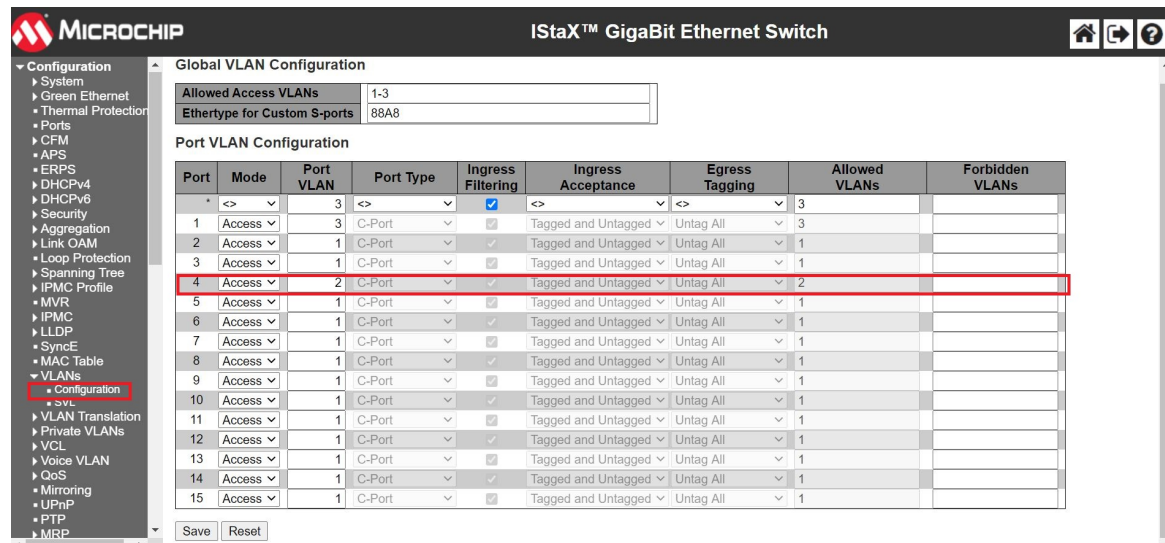 MICROCHIP
IStaX™ GigaBit Ethernet Switch
Configuration
System
Green Ethernet
Thermal Protection
Ports
CFM
APS
ERPS
DHCPv4
DHCPv6
Security
Aggregation
Link OAM
Loop Protection
Spanning Tree
IPMC Profile
MVR
IPMC
LLDP
SyncE
MAC Table
VLANs
Configuration
SVL
VLAN Translation
Private VLANs
VCL
Voice VLAN
QoS
Mirroring
UPnP
PTP
MRP
Global VLAN Configuration
Allowed Access VLANs 1-3
Ethertype for Custom S-ports 88A8
Port VLAN Configuration
Port Mode Port VLAN Port Type Ingress Filtering Ingress Acceptance Egress Tagging Allowed VLANs Forbidden VLANs
* <> 3 <> <> <> 3
1 Access 3 C-Port Tagged and Untagged Untag All 3
2 Access 1 C-Port Tagged and Untagged Untag All 1
3 Access 1 C-Port Tagged and Untagged Untag All 1
4 Access 2 C-Port Tagged and Untagged Untag All 2
5 Access 1 C-Port Tagged and Untagged Untag All 1
6 Access 1 C-Port Tagged and Untagged Untag All 1
7 Access 1 C-Port Tagged and Untagged Untag All 1
8 Access 1 C-Port Tagged and Untagged Untag All 1
9 Access 1 C-Port Tagged and Untagged Untag All 1
10 Access 1 C-Port Tagged and Untagged Untag All 1
11 Access 1 C-Port Tagged and Untagged Untag All 1
12 Access 1 C-Port Tagged and Untagged Untag All 1
13 Access 1 C-Port Tagged and Untagged Untag All 1
14 Access 1 C-Port Tagged and Untagged Untag All 1
15 Access 1 C-Port Tagged and Untagged Untag All 1
Save Reset